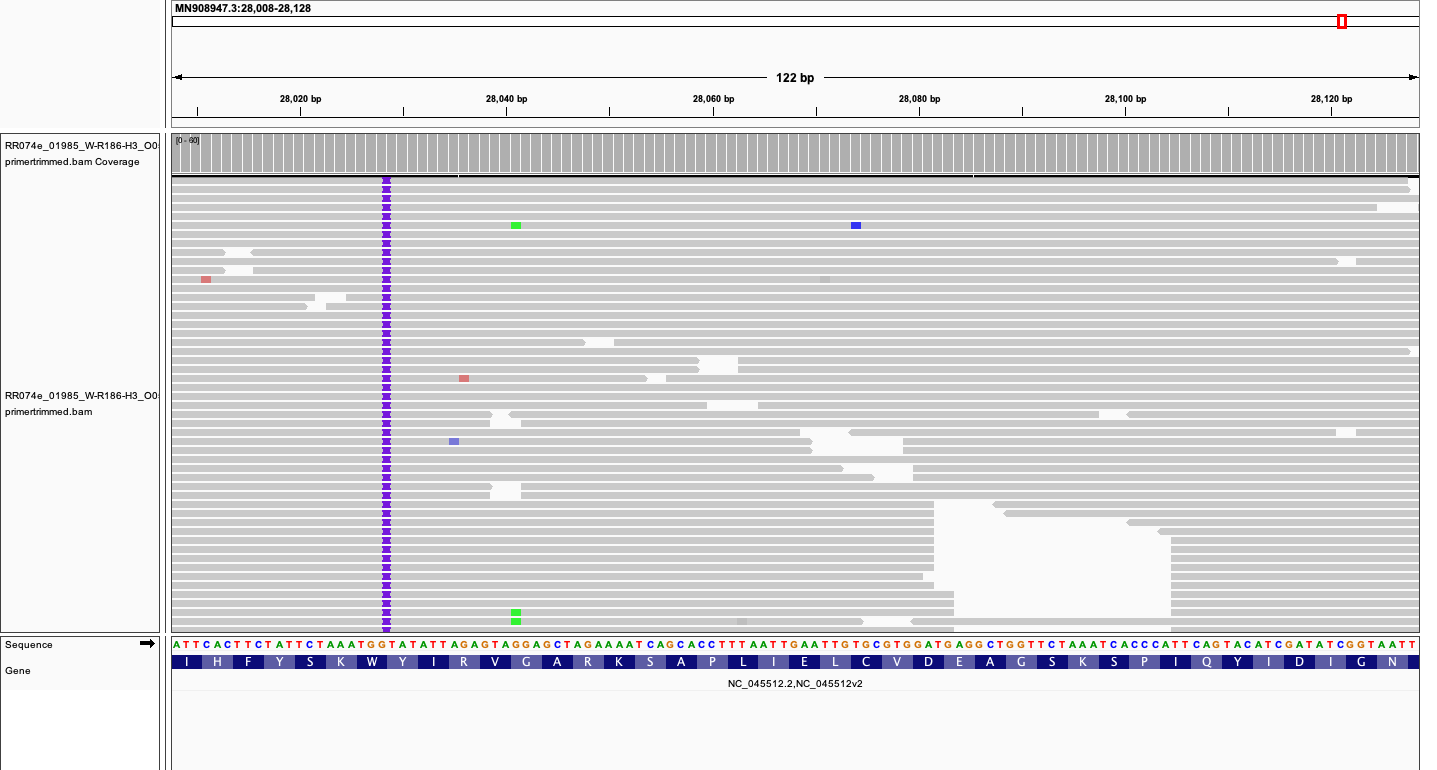 MN908947.3:28,008-28,128
122 bp
28,020 bp 28,040 bp 28,060 bp 28,080 bp 28,100 bp 28,120 bp
[0 - 60]
RR074e_01985_W-R186-H3_O0
primertrimmed.bam Coverage
RR074e_01985_W-R186-H3_O0
primertrimmed.bam
Sequence
ATTCACTTCTATTCTAAATGGTATATTAGAGTAGGAGCTAGAAAATCAGCACCTTTAATTGAATTGTGCGTGGATGAGGCTGGTTCTAAATCACCCATTCAGTACATCGATATCGGTAATT
Gene
I H F Y S K W Y I R V G A R K S A P L I E L C V D E A G S K S P I Q Y I D I G N
NC_045512.2,NC_045512v2